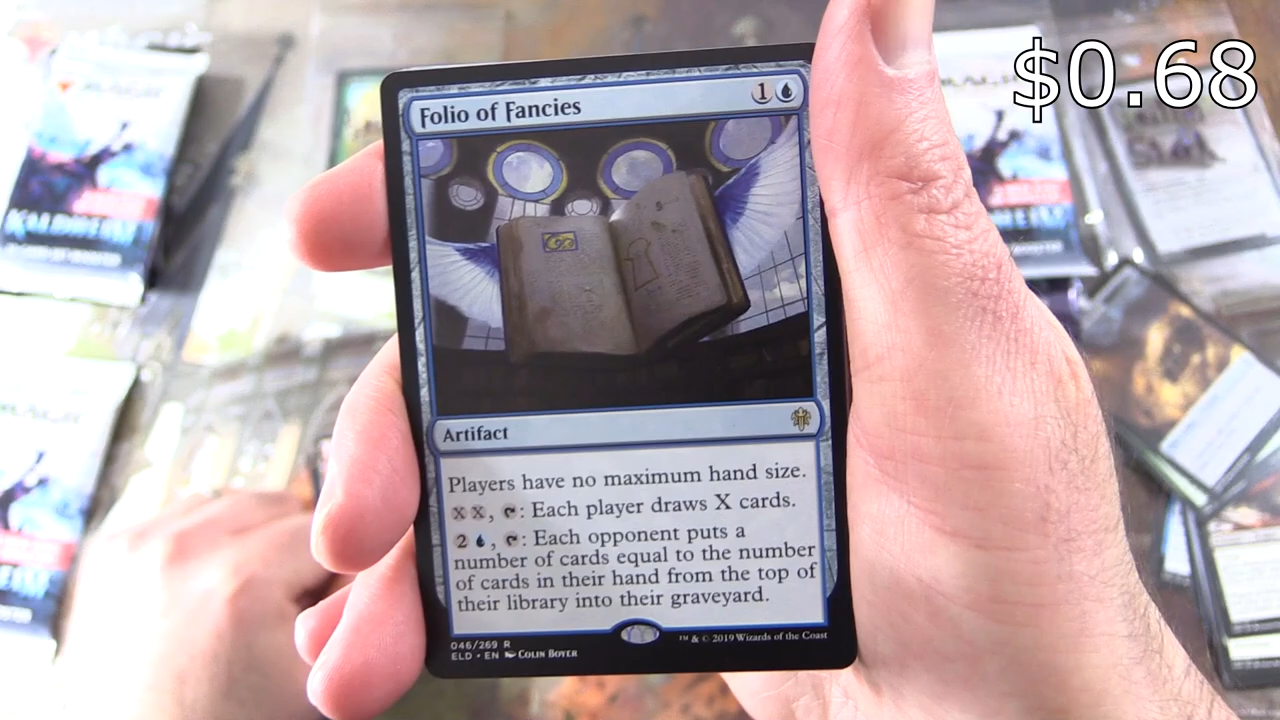 $0.68
Folio of Fancies
1
Artifact
Players have no maximum hand size.
X X, : Each player draws X cards.
2 , : Each opponent puts a
number of cards equal to the number
of cards in their hand from the top of
their library into their graveyard.
046/269 R
ELD • EN Colin Boyer
™ & © 2019 Wizards of the Coast
KALDHEIM